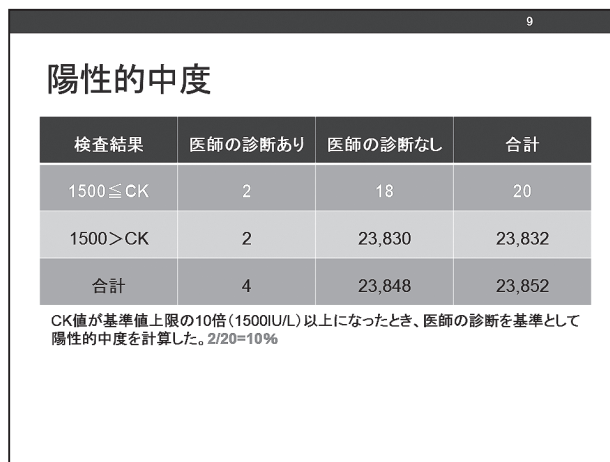 9
陽性的中度
検査結果 医師の診断あり 医師の診断なし 合計
1500≦CK 2 18 20
1500>CK 2 23,830 23,832
合計 4 23,848 23,852
CK値が基準値上限の10倍(1500IU/L)以上になったとき、医師の診断を基準として
陽性的中度を計算した。2/20=10%